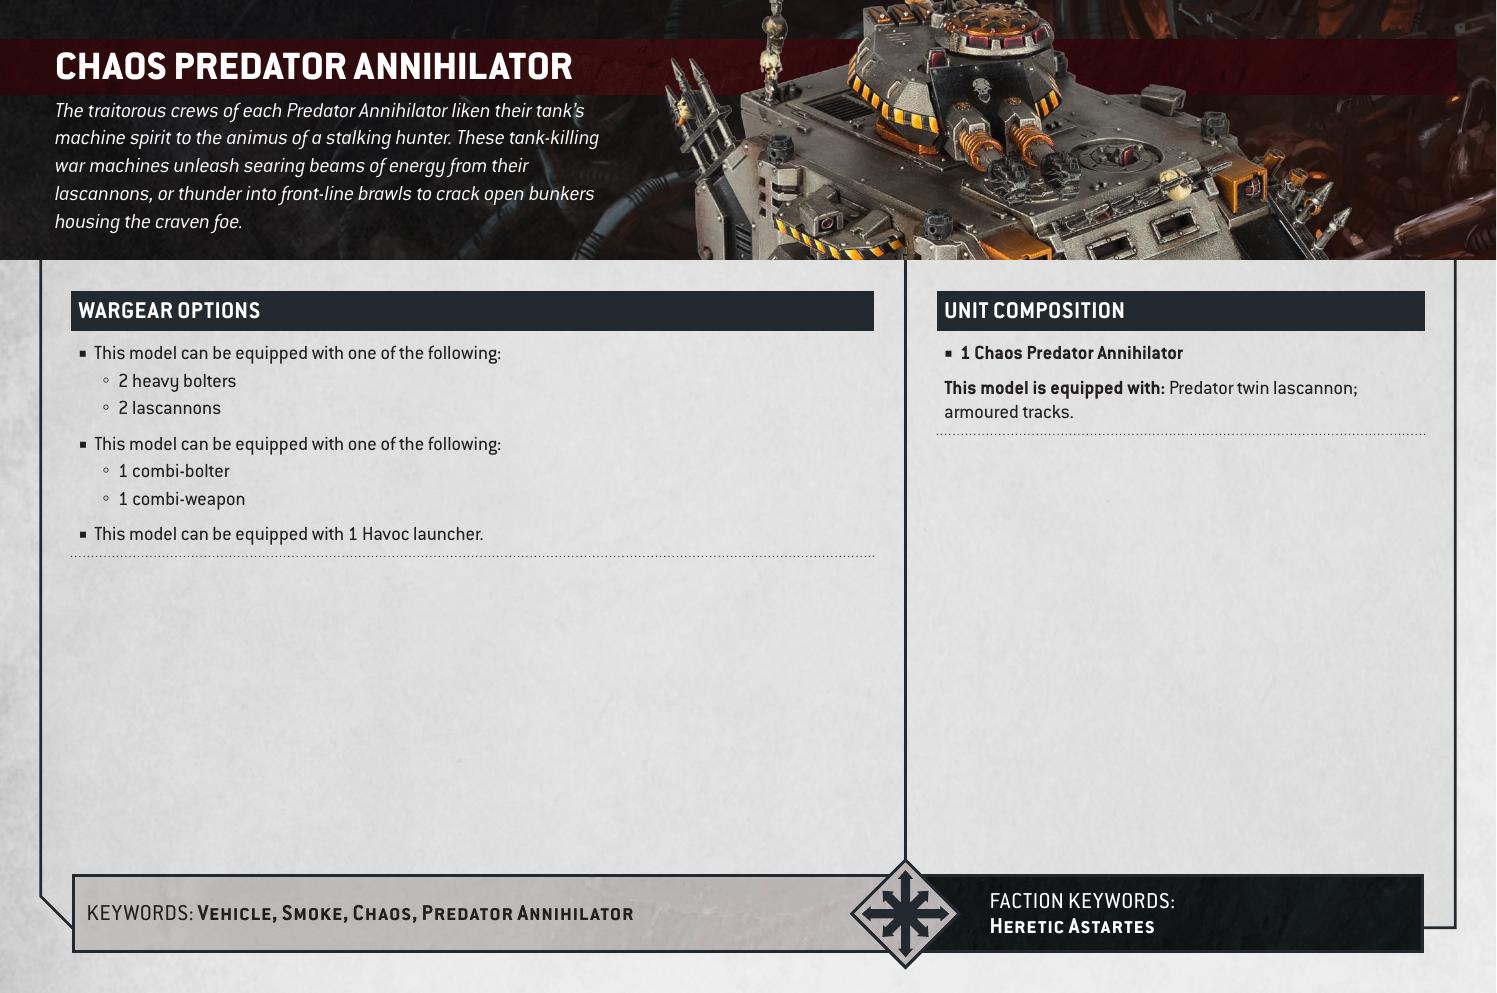 CHAOS PREDATOR ANNIHILATOR
The traitorous crews of each Predator Annihilator liken their tank's
machine spirit to the animus of a stalking hunter. These tank-killing
war machines unleash searing beams of energy from their
lascannons, or thunder into front-line brawls to crack open bunkers
housing the craven foe.
WARGEAR OPTIONS
■ This model can be equipped with one of the following:
◦ 2 heavy bolters
◦ 2 lascannons
■ This model can be equipped with one of the following:
◦ 1 combi-bolter
◦ 1 combi-weapon
■ This model can be equipped with 1 Havoc launcher.
UNIT COMPOSITION
■ 1 Chaos Predator Annihilator
This model is equipped with: Predator twin lascannon;
armoured tracks.
KEYWORDS: Vehicle, Smoke, Chaos, Predator Annihilator
FACTION KEYWORDS:
Heretic Astartes